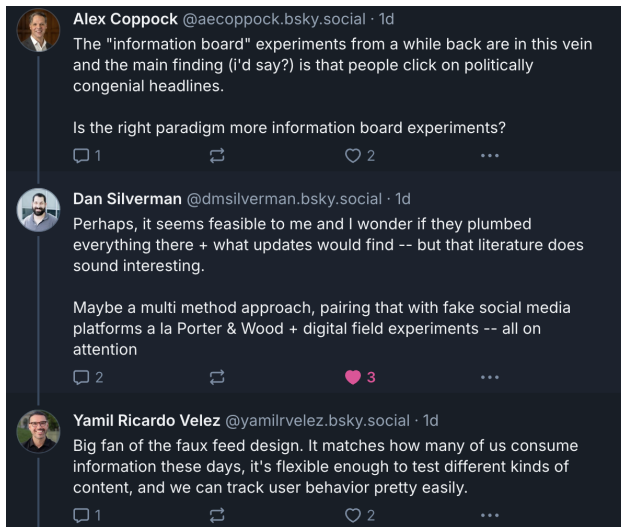 Alex Coppock @aecoppock.bsky.social · 1d
The "information board" experiments from a while back are in this vein
and the main finding (i'd say?) is that people click on politically
congenial headlines.
Is the right paradigm more information board experiments?
1 2
Dan Silverman @dmsilverman.bsky.social · 1d
Perhaps, it seems feasible to me and I wonder if they plumbed
everything there + what updates would find -- but that literature does
sound interesting.
Maybe a multi method approach, pairing that with fake social media
platforms a la Porter & Wood + digital field experiments -- all on
attention
2 3
Yamil Ricardo Velez @yamilrvelez.bsky.social · 1d
Big fan of the faux feed design. It matches how many of us consume
information these days, it's flexible enough to test different kinds of
content, and we can track user behavior pretty easily.
1 2